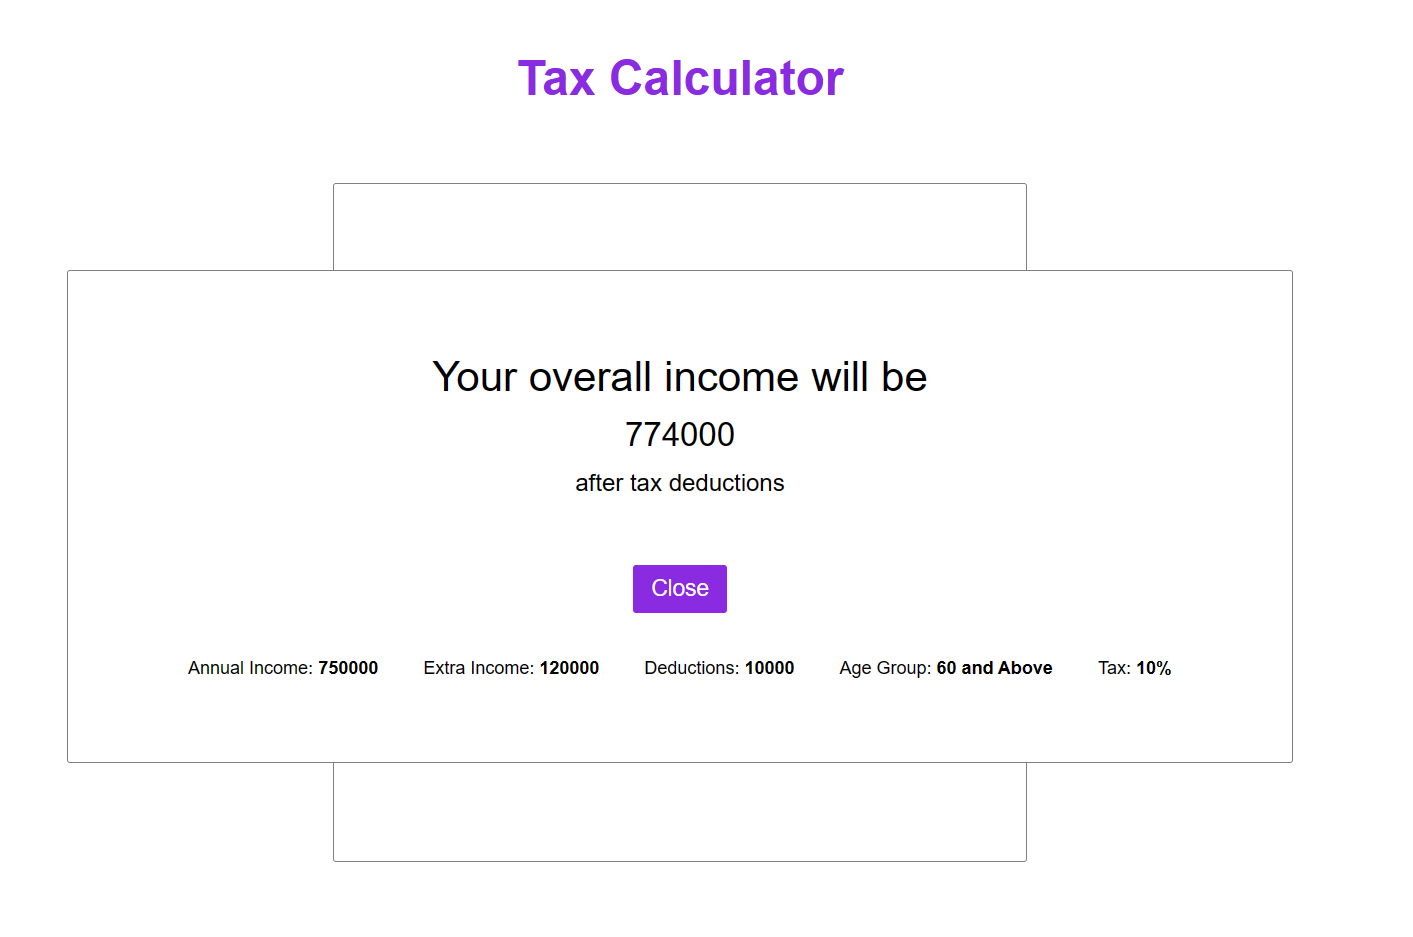 Tax Calculator
Your overall income will be
774000
after tax deductions
Close
Annual Income: 750000 Extra Income: 120000 Deductions: 10000 Age Group: 60 and Above Tax: 10%